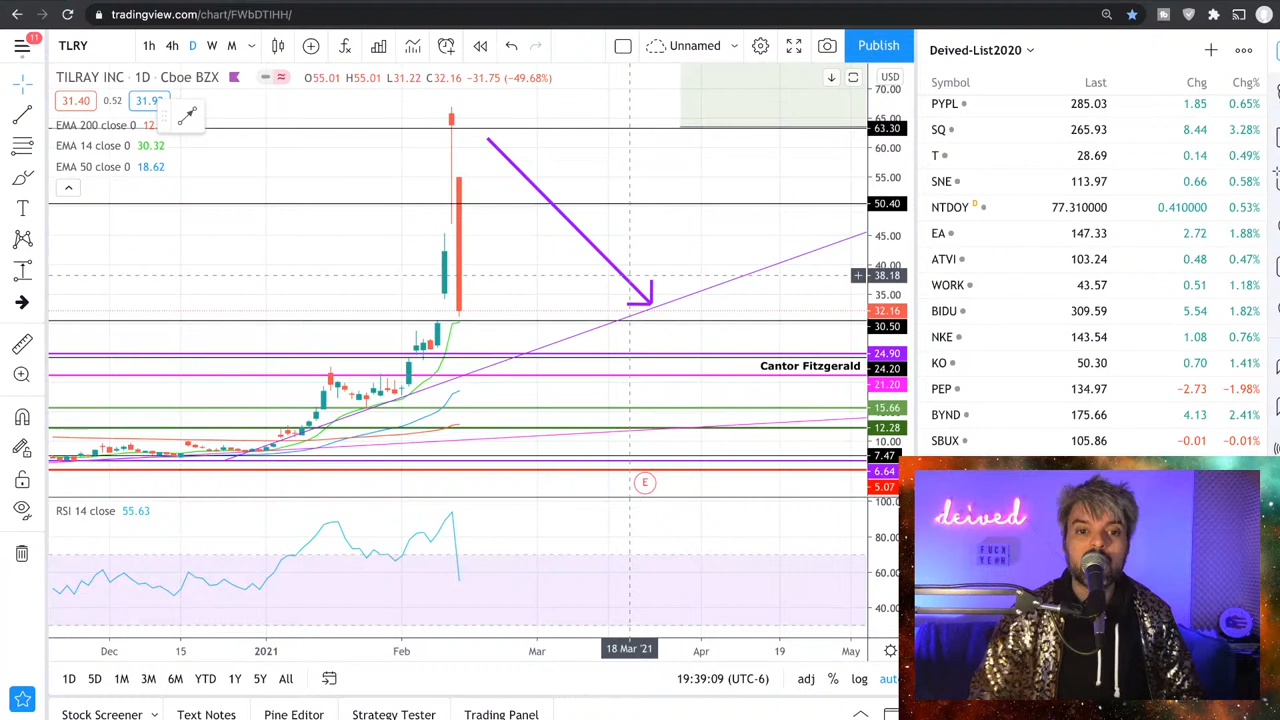 tradingview.com/chart/FWbDTIHH/
11
TLRY
1h 4h D W M
Unnamed
Publish
TILRAY INC · 1D · Cboe BZX
O55.01 H55.01 L31.22 C32.16 −31.75 (−49.68%)
31.40 0.52
EMA 200 close 0
EMA 14 close 0 30.32
EMA 50 close 0 18.62
USD
70.00
65.00
63.30
60.00
55.00
50.40
45.00
40.00
38.18
35.00
32.16
30.50
24.90
24.20
Cantor Fitzgerald
21.20
15.66
12.28
10.00
7.47
6.64
5.07
E
RSI 14 close 55.63
100.0
80.00
60.00
40.00
Dec 15 2021 Feb Mar 18 Mar '21 Apr 19 May
1D 5D 1M 3M 6M YTD 1Y 5Y All
19:39:09 (UTC-6) adj % log auto
Stock Screener Text Notes Pine Editor Strategy Tester Trading Panel
Deived-List2020
Symbol Last Chg Chg%
PYPL 285.03 1.85 0.65%
SQ 265.93 8.44 3.28%
T 28.69 0.14 0.49%
SNE 113.97 0.66 0.58%
NTDOY D 77.310000 0.410000 0.53%
EA 147.33 2.72 1.88%
ATVI 103.24 0.48 0.47%
WORK 43.57 0.51 1.18%
BIDU 309.59 5.54 1.82%
NKE 143.54 1.08 0.76%
KO 50.30 0.70 1.41%
PEP 134.97 −2.73 −1.98%
BYND 175.66 4.13 2.41%
SBUX 105.86 −0.01 −0.01%
deived
FUCK
YEAH